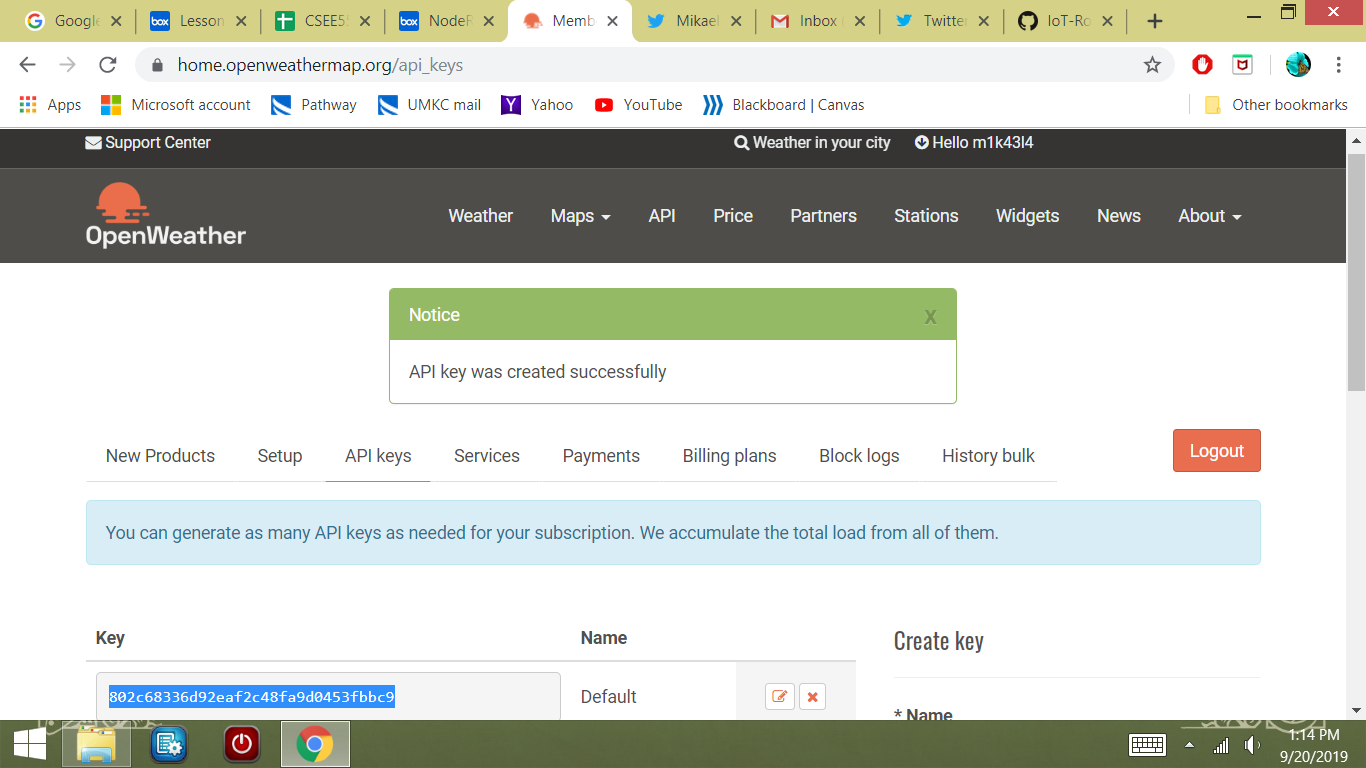 Google Lesson CSEE5 NodeR Memb Mikael Inbox ( Twitter IoT-Ro
home.openweathermap.org/api_keys
Apps Microsoft account Pathway UMKC mail Yahoo YouTube Blackboard | Canvas Other bookmarks
Support Center Weather in your city Hello m1k43l4
OpenWeather Weather Maps API Price Partners Stations Widgets News About
Notice x
API key was created successfully
New Products Setup API keys Services Payments Billing plans Block logs History bulk Logout
You can generate as many API keys as needed for your subscription. We accumulate the total load from all of them.
Key Name Create key
802c68336d92eaf2c48fa9d0453fbbc9 Default
* Name
1:14 PM
9/20/2019